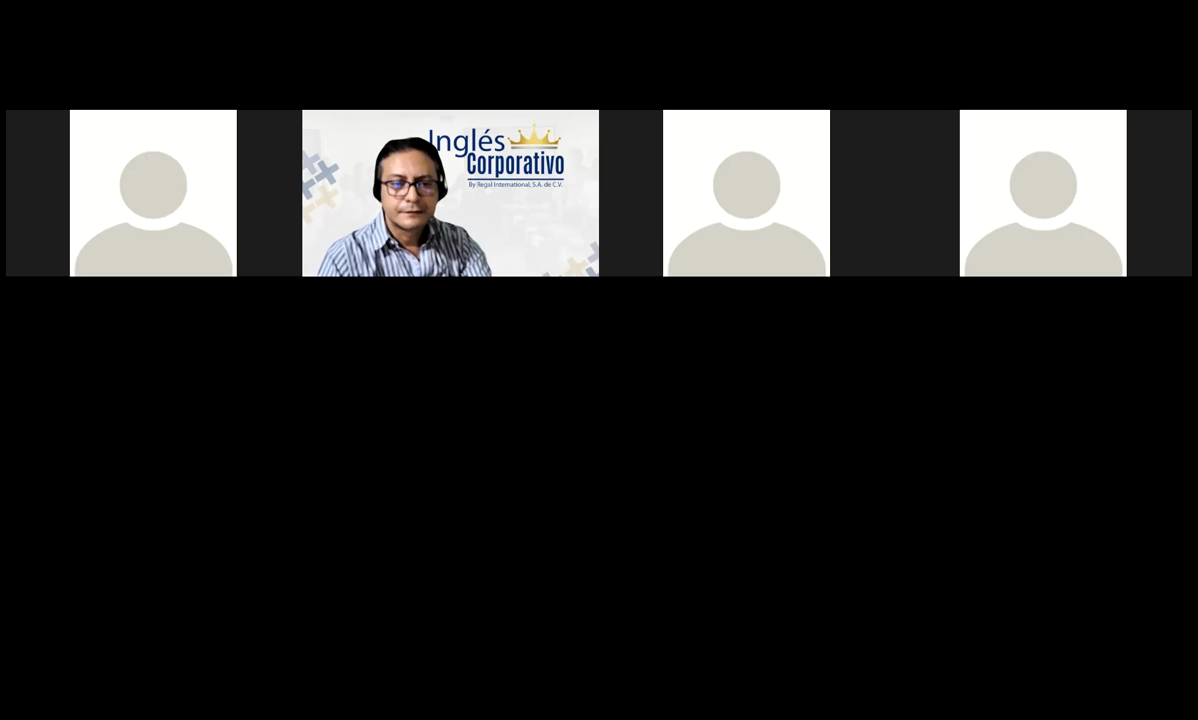 Inglés
Corporativo
By Regal International, S.A. de C.V.